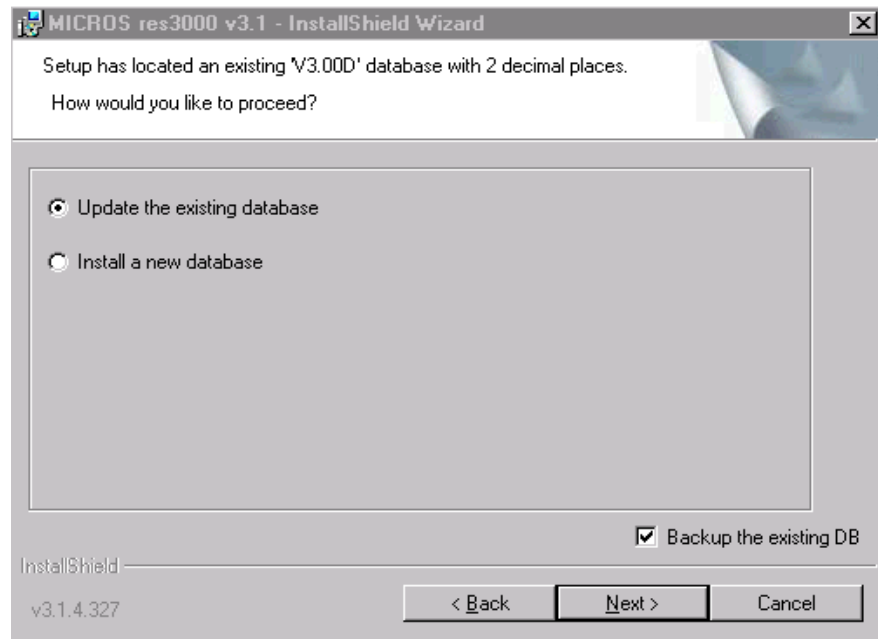 MICROS res3000 v3.1 - InstallShield Wizard
Setup has located an existing 'V3.00D' database with 2 decimal places.
How would you like to proceed?
Update the existing database
Install a new database
Backup the existing DB
InstallShield
v3.1.4.327
< Back
Next >
Cancel